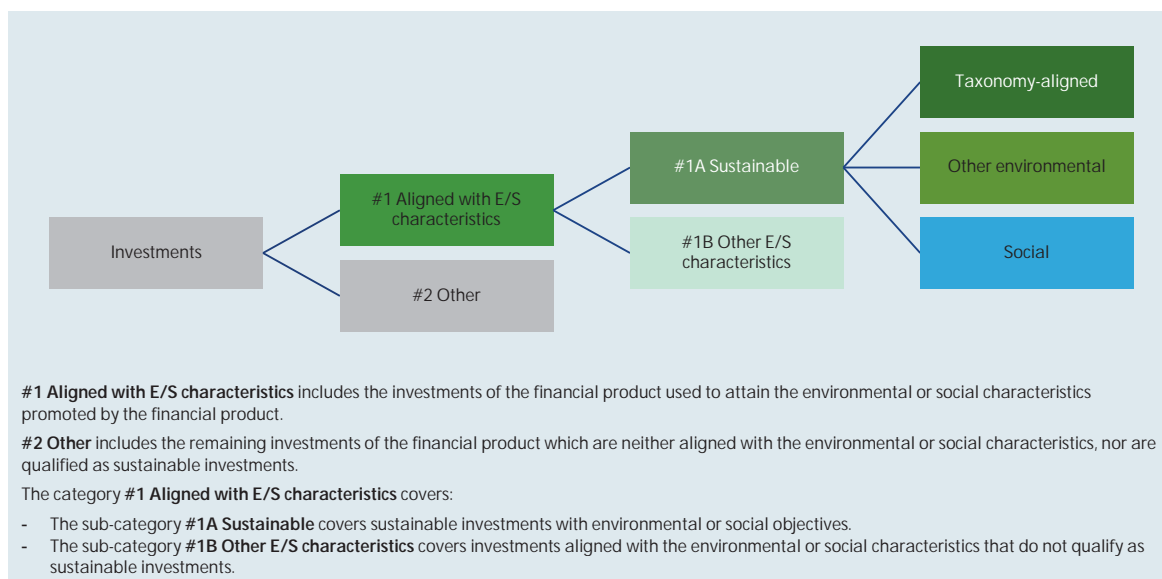 Taxonomy-aligned
#1A Sustainable
Other environmental
#1 Aligned with E/S
characteristics
#1B Other E/S
characteristics
Investments
Social
#2 Other
#1 Aligned with E/S characteristics includes the investments of the financial product used to attain the environmental or social characteristics
promoted by the financial product.
#2 Other includes the remaining investments of the financial product which are neither aligned with the environmental or social characteristics, nor are
qualified as sustainable investments.
The category #1 Aligned with E/S characteristics covers:
- The sub-category #1A Sustainable covers sustainable investments with environmental or social objectives.
- The sub-category #1B Other E/S characteristics covers investments aligned with the environmental or social characteristics that do not qualify as
sustainable investments.